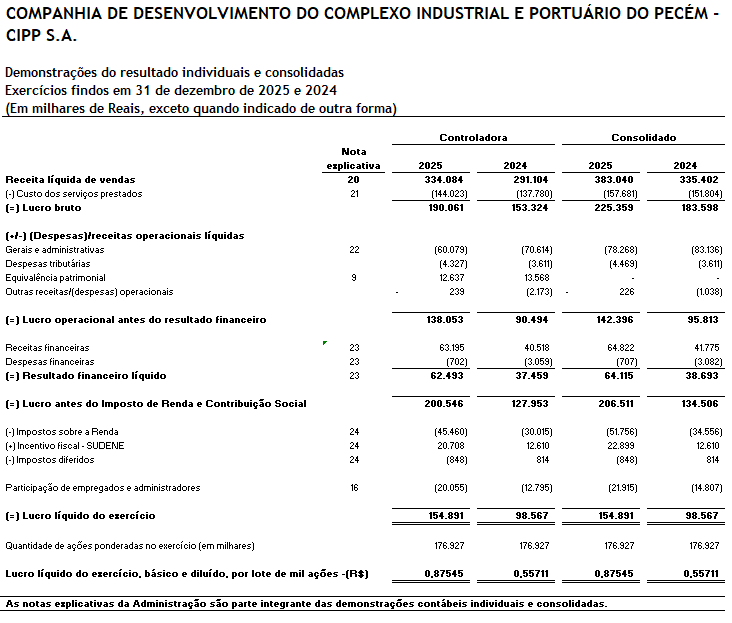 COMPANHIA DE DESENVOLVIMENTO DO COMPLEXO INDUSTRIAL E PORTUÁRIO DO PECÉM -
CIPP S.A.
Demonstrações do resultado individuais e consolidadas
Exercícios findos em 31 de dezembro de 2025 e 2024
(Em milhares de Reais, exceto quando indicado de outra forma)
Controladora Consolidado
Nota
explicativa 2025 2024 2025 2024
Receita líquida de vendas 20 334.084 291.104 383.040 335.402
(-) Custo dos serviços prestados 21 (144.023) (137.780) (157.681) (151.804)
(=) Lucro bruto 190.061 153.324 225.359 183.598
(+/-) (Despesas)/receitas operacionais líquidas
Gerais e administrativas 22 (60.079) (70.614) (78.268) (83.136)
Despesas tributárias (4.327) (3.611) (4.469) (3.611)
Equivalência patrimonial 9 12.637 13.568 - -
Outras receitas/(despesas) operacionais - 239 (2.173) - 226 (1.038)
(=) Lucro operacional antes do resultado financeiro 138.053 90.494 142.396 95.813
Receitas financeiras 23 63.195 40.518 64.822 41.775
Despesas financeiras 23 (702) (3.059) (707) (3.082)
(=) Resultado financeiro líquido 23 62.493 37.459 64.115 38.693
(=) Lucro antes do Imposto de Renda e Contribuição Social 200.546 127.953 206.511 134.506
(-) Impostos sobre a Renda 24 (45.460) (30.015) (51.756) (34.556)
(+) Incentivo fiscal - SUDENE 24 20.708 12.610 22.899 12.610
(-) Impostos diferidos 24 (848) 814 (848) 814
Participação de empregados e administradores 16 (20.055) (12.795) (21.915) (14.807)
(=) Lucro líquido do exercício 154.891 98.567 154.891 98.567
Quantidade de ações ponderadas no exercício (em milhares) 176.927 176.927 176.927 176.927
Lucro líquido do exercício, básico e diluído, por lote de mil ações -(R$) 0,87545 0,55711 0,87545 0,55711
As notas explicativas da Administração são parte integrante das demonstrações contábeis individuais e consolidadas.